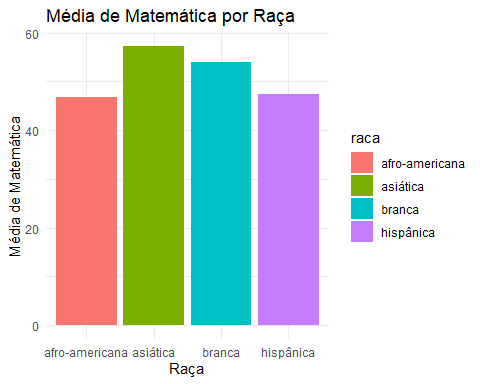 Média de Matemática por Raça
60
40
20
0
Média de Matemática
afro-americana asiática branca hispânica
Raça
raca
afro-americana
asiática
branca
hispânica